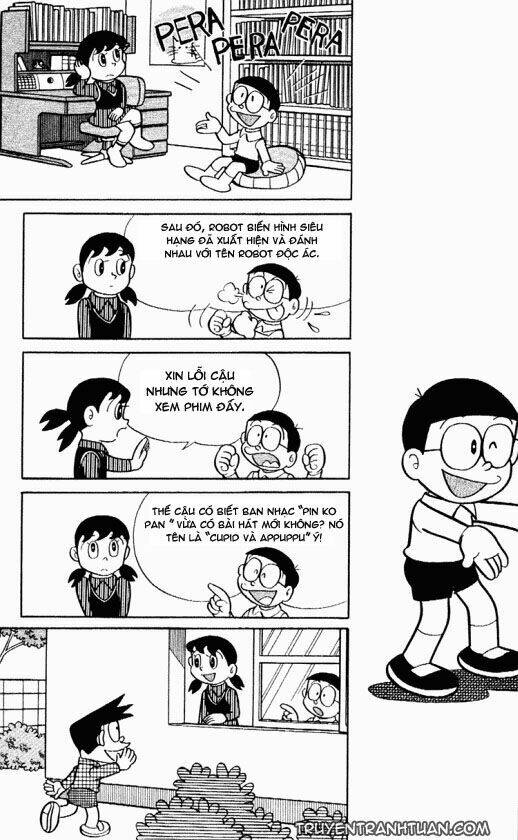 PERA
PERA
PERA
SAU ĐÓ, ROBOT BIẾN HÌNH SIÊU
HẠNG ĐÃ XUẤT HIỆN VÀ ĐÁNH
NHAU VỚI TÊN ROBOT ĐỘC ÁC.
XIN LỖI CẬU
NHƯNG TỚ KHÔNG
XEM PHIM ĐẤY.
THẾ CẬU CÓ BIẾT BAN NHẠC "PIN KO
PAN " VỪA CÓ BÀI HÁT MỚI KHÔNG? NÓ
TÊN LÀ "CUPID VÀ APPUPPU" Ý!
TRUYENTRANHTUAN.COM